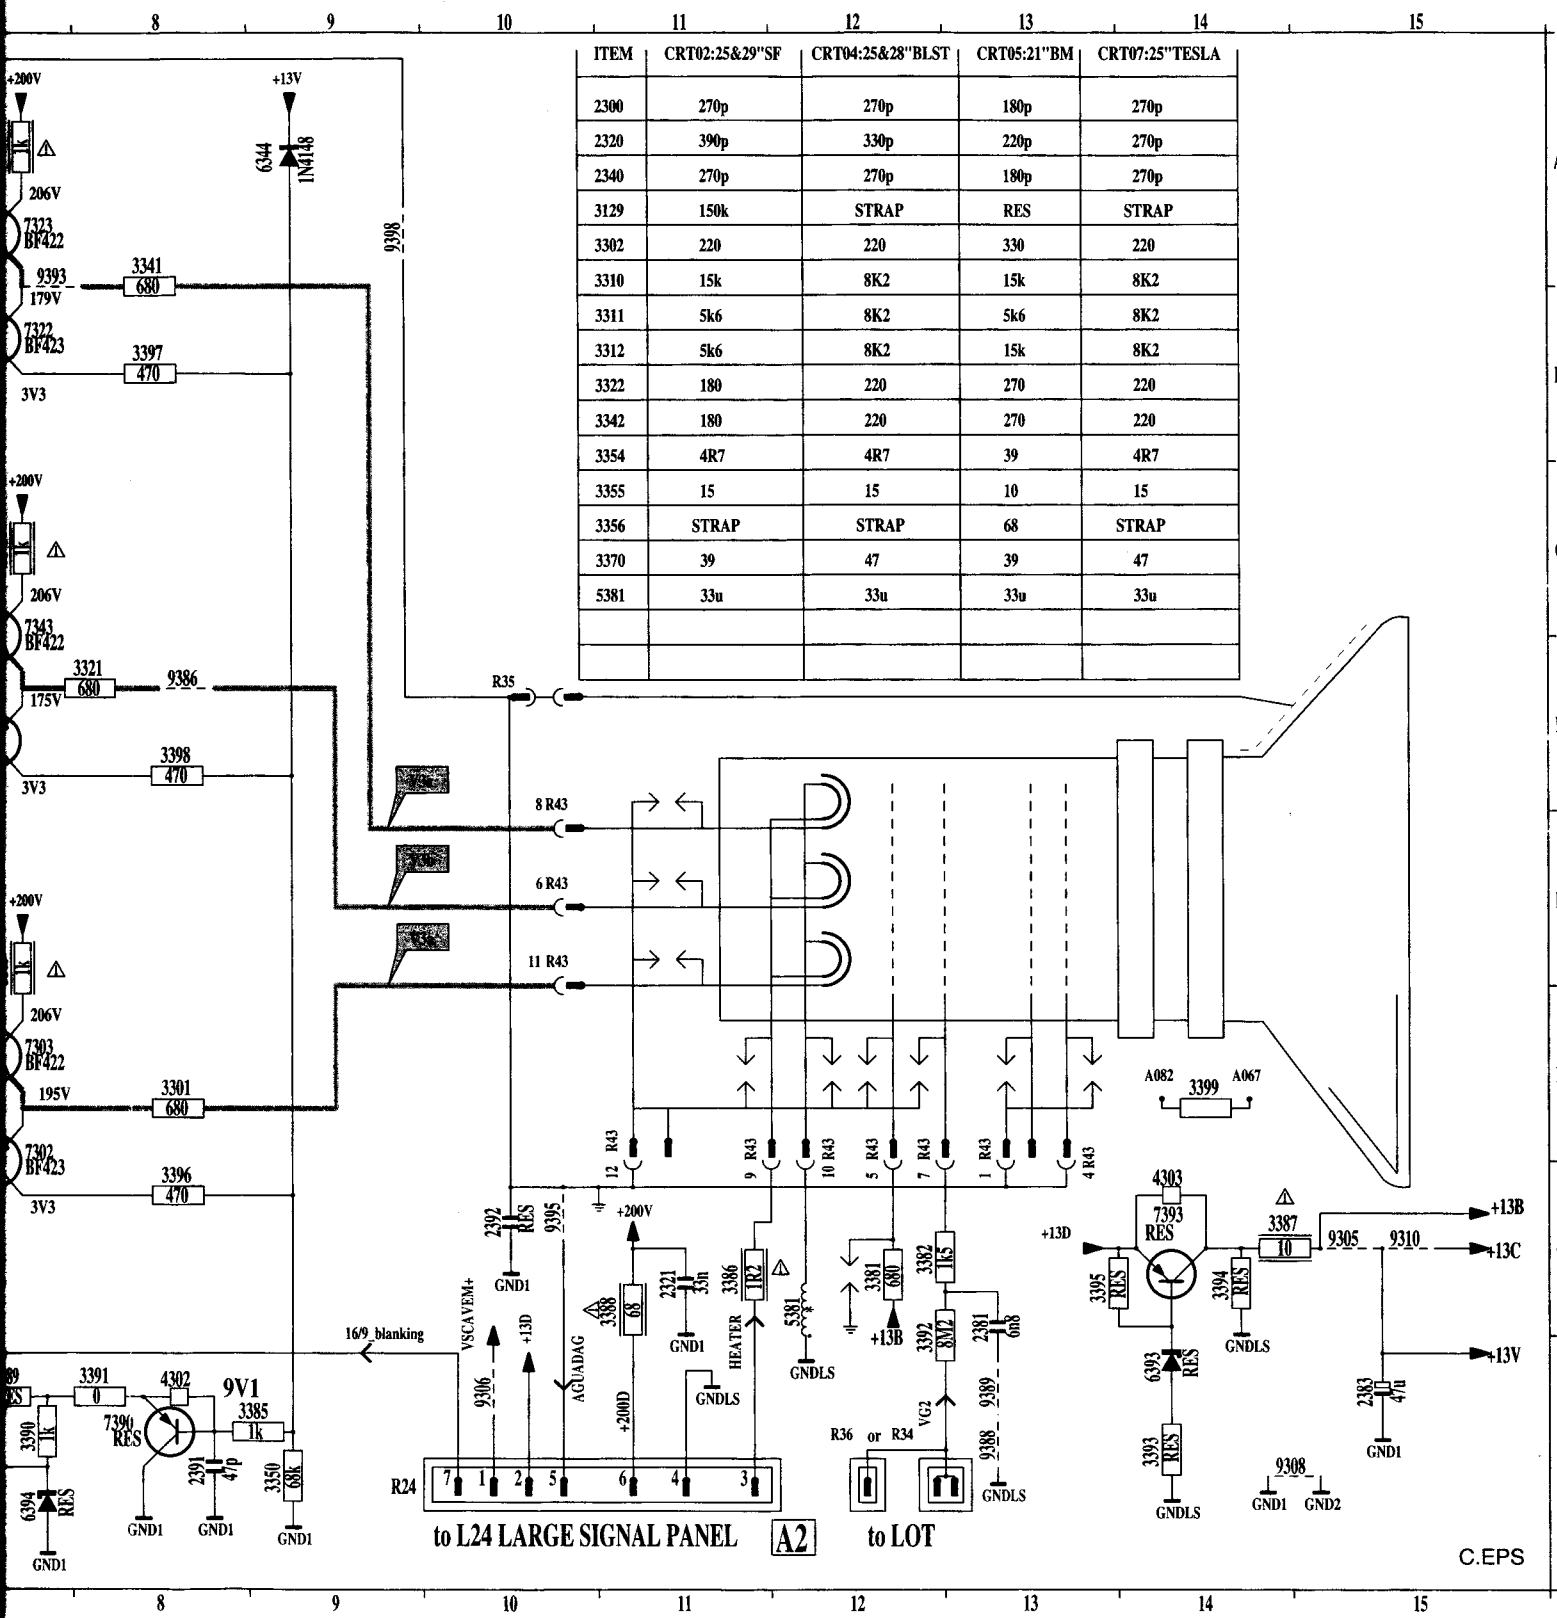 8 9 10 11 12 13 14 15
ITEM CRT02:25&29"SF CRT04:25&28"BLST CRT05:21"BM CRT07:25"TESLA
2300 270p 270p 180p 270p
2320 390p 330p 220p 270p
2340 270p 270p 180p 270p
3129 150k STRAP RES STRAP
3302 220 220 330 220
3310 15k 8K2 15k 8K2
3311 5k6 8K2 5k6 8K2
3312 5k6 8K2 15k 8K2
3322 180 220 270 220
3342 180 220 270 220
3354 4R7 4R7 39 4R7
3355 15 15 10 15
3356 STRAP STRAP 68 STRAP
3370 39 47 39 47
5381 33u 33u 33u 33u
+200V
+13V
1k
6344
1N4148
206V
7323
BF422
9398
9393
3341
680
179V
7322
BF423
3397
470
3V3
+200V
1k
206V
7343
BF422
3321
680
9386
175V
R35
3398
470
3V3
8 R43
6 R43
11 R43
+200V
1k
206V
7303
BF422
195V
3301
680
7302
BF423
3396
470
3V3
A082
3399
A067
12 R43
9 R43
10 R43
5 R43
7 R43
1 R43
4 R43
2392
RES
9395
GND1
+200V
3388
68
2321
33n
GND1
3386
1R2
HEATER
5381
GNDLS
3381
680
+13B
3382
1k5
3392
8M2
2381
6n8
9389
9388
GNDLS
VG2
+13D
4303
7393
RES
3395
RES
3394
RES
GNDLS
3387
10
9305
9310
+13B
+13C
+13V
6393
RES
3393
RES
GNDLS
2383
47u
GND1
9308
GND1
GND2
16/9_blanking
VSCAVEM+
9306
+13D
AGUADAG
+200D
GNDLS
3391
0
4302
9V1
3390
1k
7390
RES
3385
1k
2391
47p
3350
68k
6394
RES
GND1
GND1
GND1
GND1
R24 7 1 2 5 6 4 3
R36 or R34
to L24 LARGE SIGNAL PANEL A2 to LOT
C.EPS
8 9 10 11 12 13 14 15